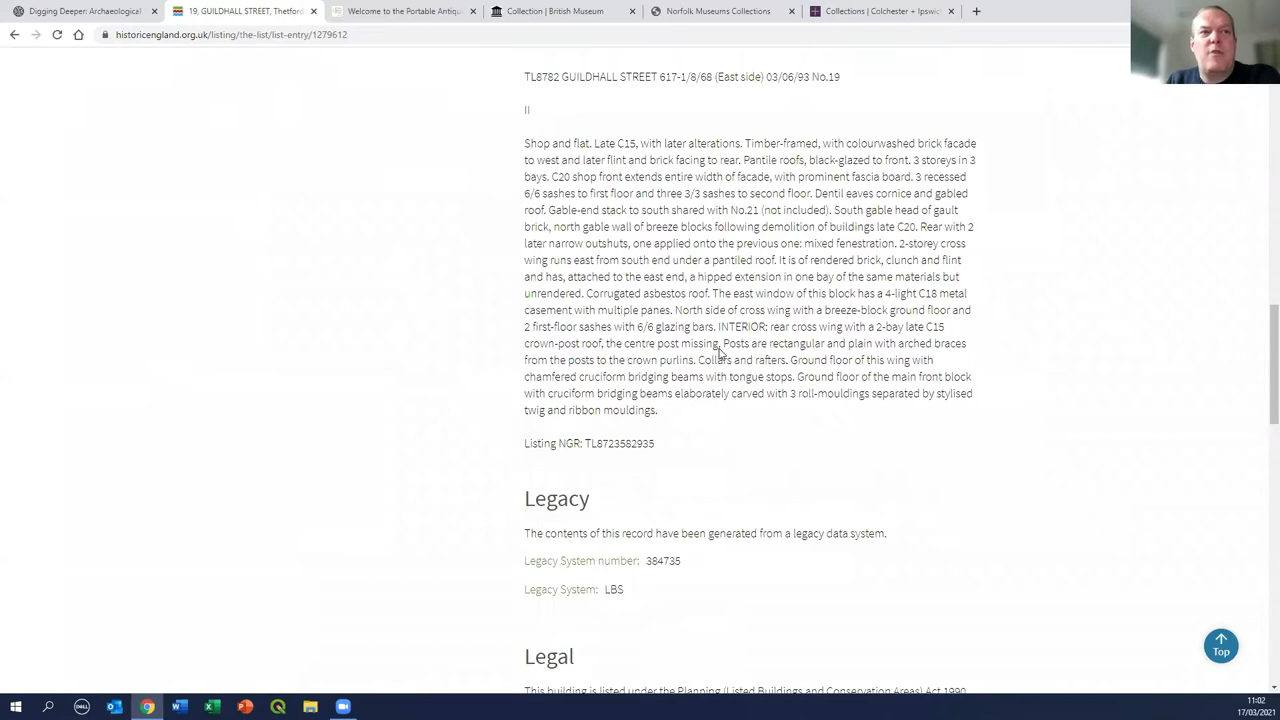 Digging Deeper: Archaeological
19, GUILDHALL STREET, Thetford
Welcome to the Portable Antiqu
Collection | British Museum
Norfolk Museums Collections
Collections | Colchester + Ipswic
historicengland.org.uk/listing/the-list/list-entry/1279612
TL8782 GUILDHALL STREET 617-1/8/68 (East side) 03/06/93 No.19
II
Shop and flat. Late C15, with later alterations. Timber-framed, with colourwashed brick facade
to west and later flint and brick facing to rear. Pantile roofs, black-glazed to front. 3 storeys in 3
bays. C20 shop front extends entire width of facade, with prominent fascia board. 3 recessed
6/6 sashes to first floor and three 3/3 sashes to second floor. Dentil eaves cornice and gabled
roof. Gable-end stack to south shared with No.21 (not included). South gable head of gault
brick, north gable wall of breeze blocks following demolition of buildings late C20. Rear with 2
later narrow outshuts, one applied onto the previous one: mixed fenestration. 2-storey cross
wing runs east from south end under a pantiled roof. It is of rendered brick, clunch and flint
and has, attached to the east end, a hipped extension in one bay of the same materials but
unrendered. Corrugated asbestos roof. The east window of this block has a 4-light C18 metal
casement with multiple panes. North side of cross wing with a breeze-block ground floor and
2 first-floor sashes with 6/6 glazing bars. INTERIOR: rear cross wing with a 2-bay late C15
crown-post roof, the centre post missing. Posts are rectangular and plain with arched braces
from the posts to the crown purlins. Collars and rafters. Ground floor of this wing with
chamfered cruciform bridging beams with tongue stops. Ground floor of the main front block
with cruciform bridging beams elaborately carved with 3 roll-mouldings separated by stylised
twig and ribbon mouldings.
Listing NGR: TL8723582935
Legacy
The contents of this record have been generated from a legacy data system.
Legacy System number: 384735
Legacy System: LBS
Legal
This building is listed under the Planning (Listed Buildings and Conservation Areas) Act 1990
Top
DELL
11:02
17/03/2021